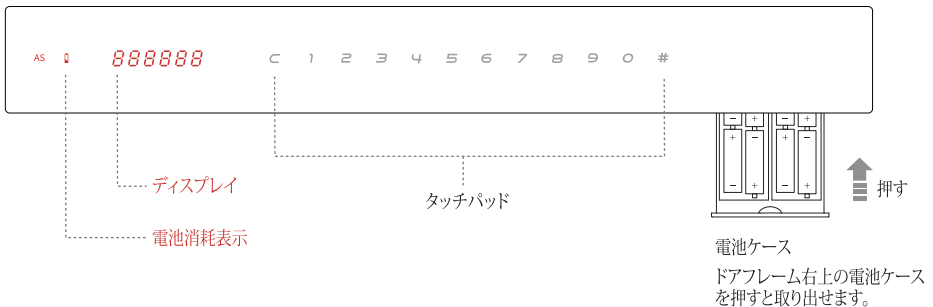 AS 888888 C 1 2 3 4 5 6 7 8 9 0 #
ディスプレイ
タッチパッド
押す
電池消耗表示
電池ケース
ドアフレーム右上の電池ケース
を押すと取り出せます。